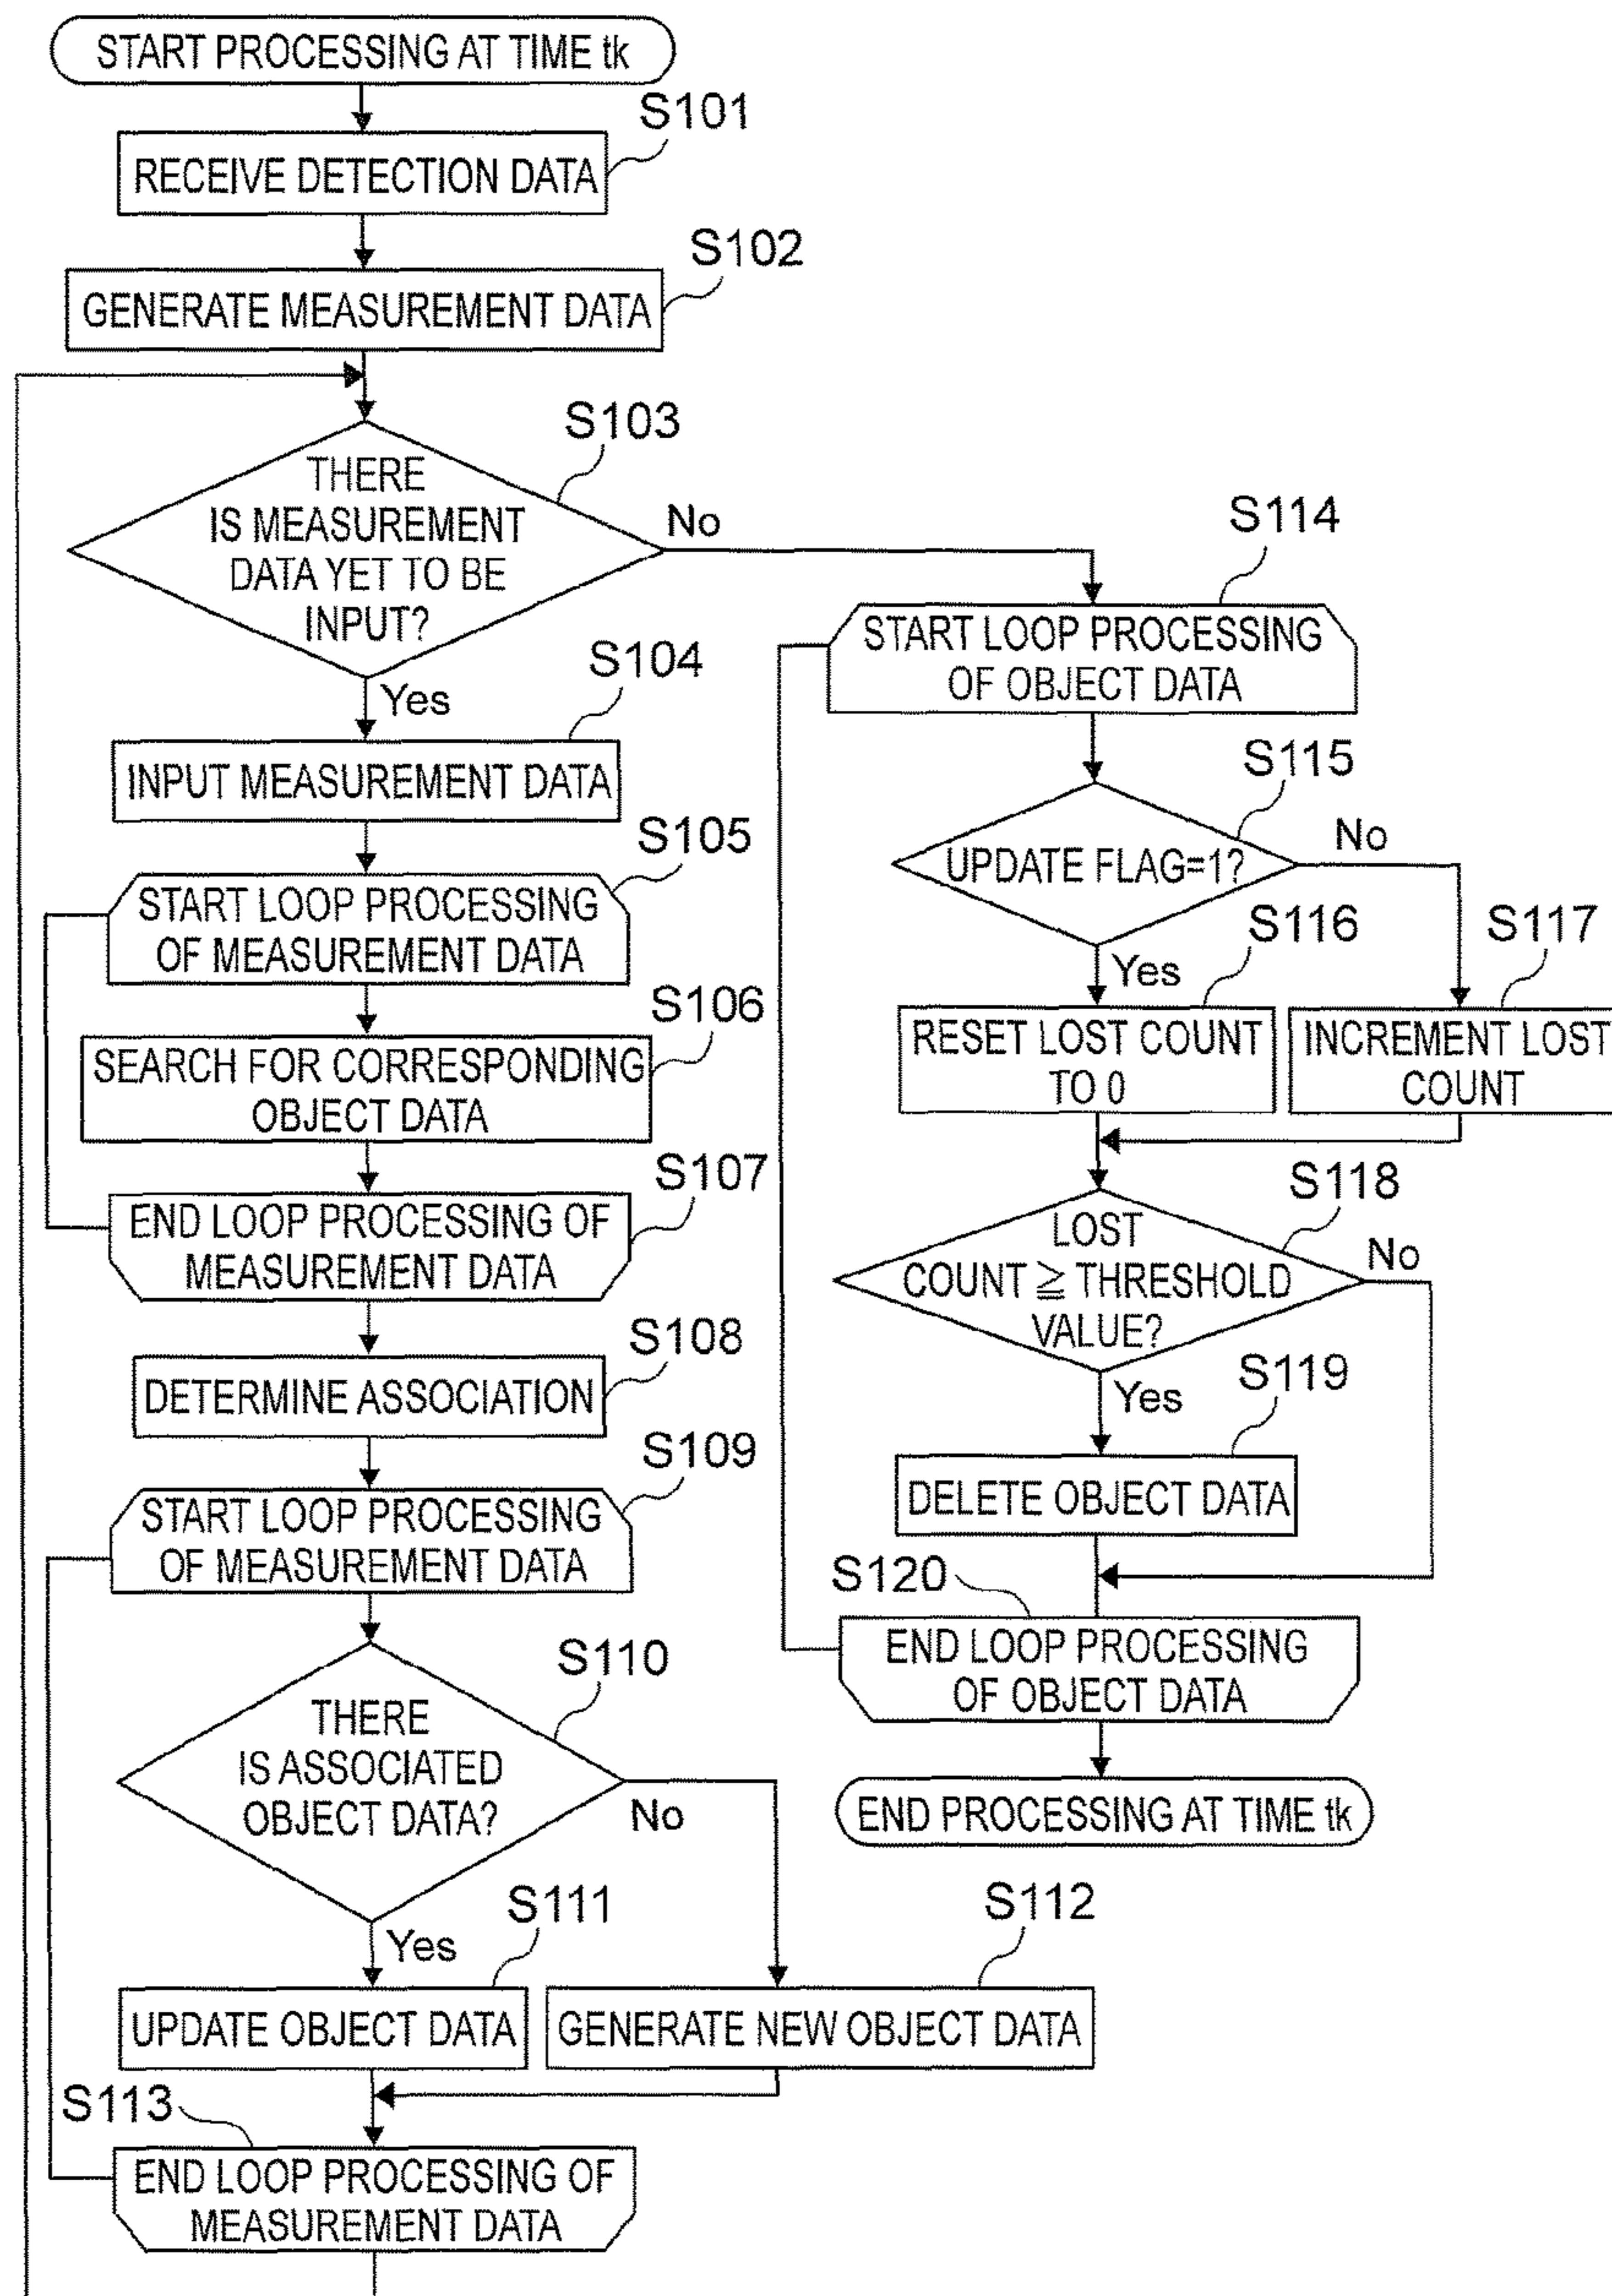 START PROCESSING AT TIME tk
S101
RECEIVE DETECTION DATA
S102
GENERATE MEASUREMENT DATA
S103
THERE
IS MEASUREMENT
DATA YET TO BE
INPUT?
No
Yes
S104
INPUT MEASUREMENT DATA
S105
START LOOP PROCESSING
OF MEASUREMENT DATA
S106
SEARCH FOR CORRESPONDING
OBJECT DATA
S107
END LOOP PROCESSING OF
MEASUREMENT DATA
S108
DETERMINE ASSOCIATION
S109
START LOOP PROCESSING
OF MEASUREMENT DATA
S110
THERE
IS ASSOCIATED
OBJECT DATA?
No
Yes
S111
UPDATE OBJECT DATA
S112
GENERATE NEW OBJECT DATA
S113
END LOOP PROCESSING OF
MEASUREMENT DATA
S114
START LOOP PROCESSING
OF OBJECT DATA
S115
UPDATE FLAG=1?
No
Yes
S116
RESET LOST COUNT
TO 0
S117
INCREMENT LOST
COUNT
S118
LOST
COUNT ≧ THRESHOLD
VALUE?
No
Yes
S119
DELETE OBJECT DATA
S120
END LOOP PROCESSING
OF OBJECT DATA
END PROCESSING AT TIME tk